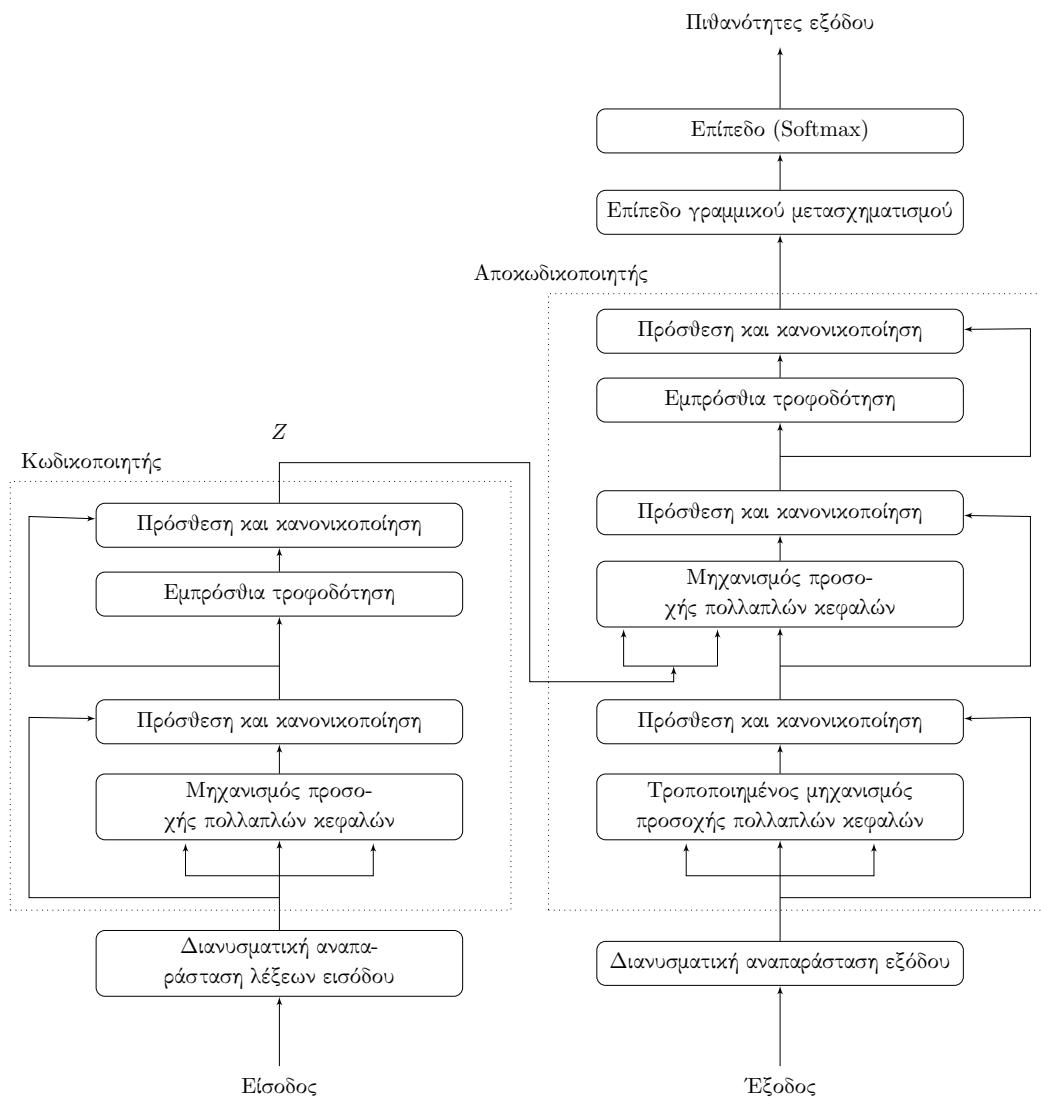 Πιθανότητες εξόδου
Επίπεδο (Softmax)
Επίπεδο γραμμικού μετασχηματισμού
Αποκωδικοποιητής
Πρόσθεση και κανονικοποίηση
Εμπρόσθια τροφοδότηση
Πρόσθεση και κανονικοποίηση
Μηχανισμός προσο-
χής πολλαπλών κεφαλών
Πρόσθεση και κανονικοποίηση
Τροποποιημένος μηχανισμός
προσοχής πολλαπλών κεφαλών
Διανυσματική αναπαράσταση εξόδου
Έξοδος
Z
Κωδικοποιητής
Πρόσθεση και κανονικοποίηση
Εμπρόσθια τροφοδότηση
Πρόσθεση και κανονικοποίηση
Μηχανισμός προσο-
χής πολλαπλών κεφαλών
Διανυσματική αναπα-
ράσταση λέξεων εισόδου
Είσοδος